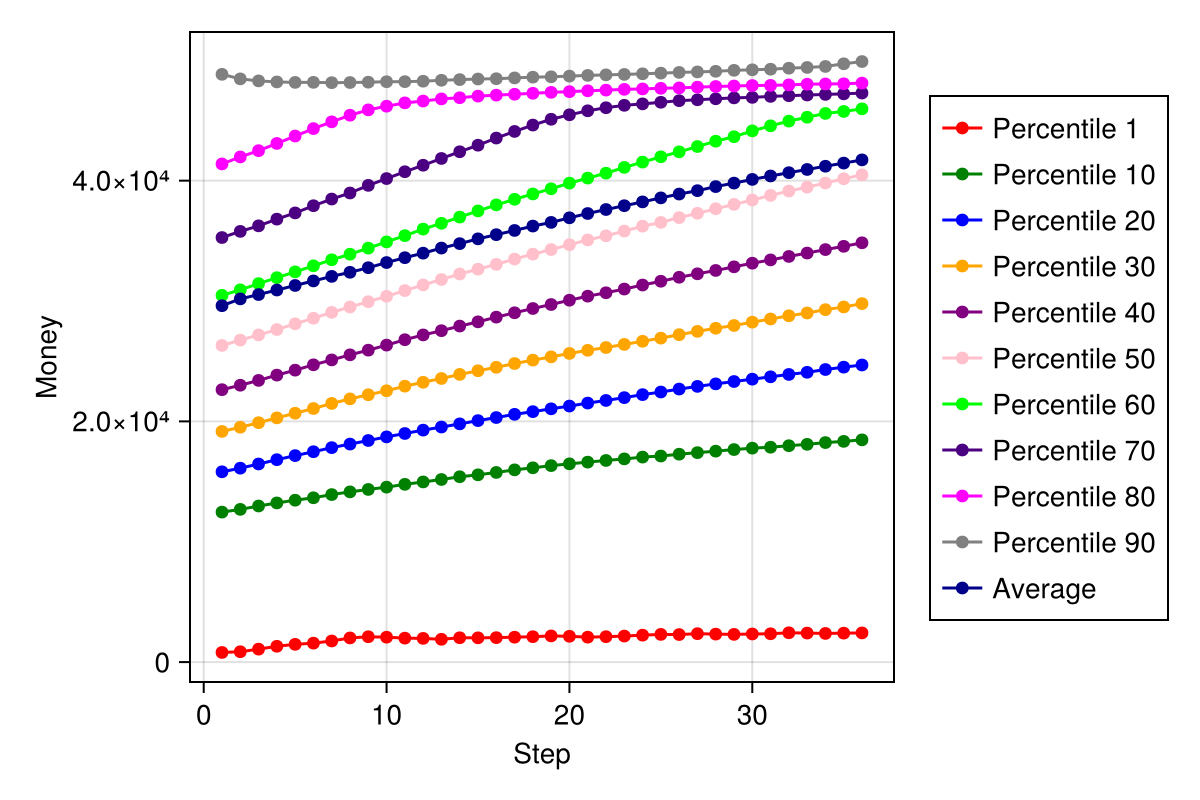 4.0×10⁴
2.0×10⁴
0
Money
0 10 20 30
Step
Percentile 1
Percentile 10
Percentile 20
Percentile 30
Percentile 40
Percentile 50
Percentile 60
Percentile 70
Percentile 80
Percentile 90
Average